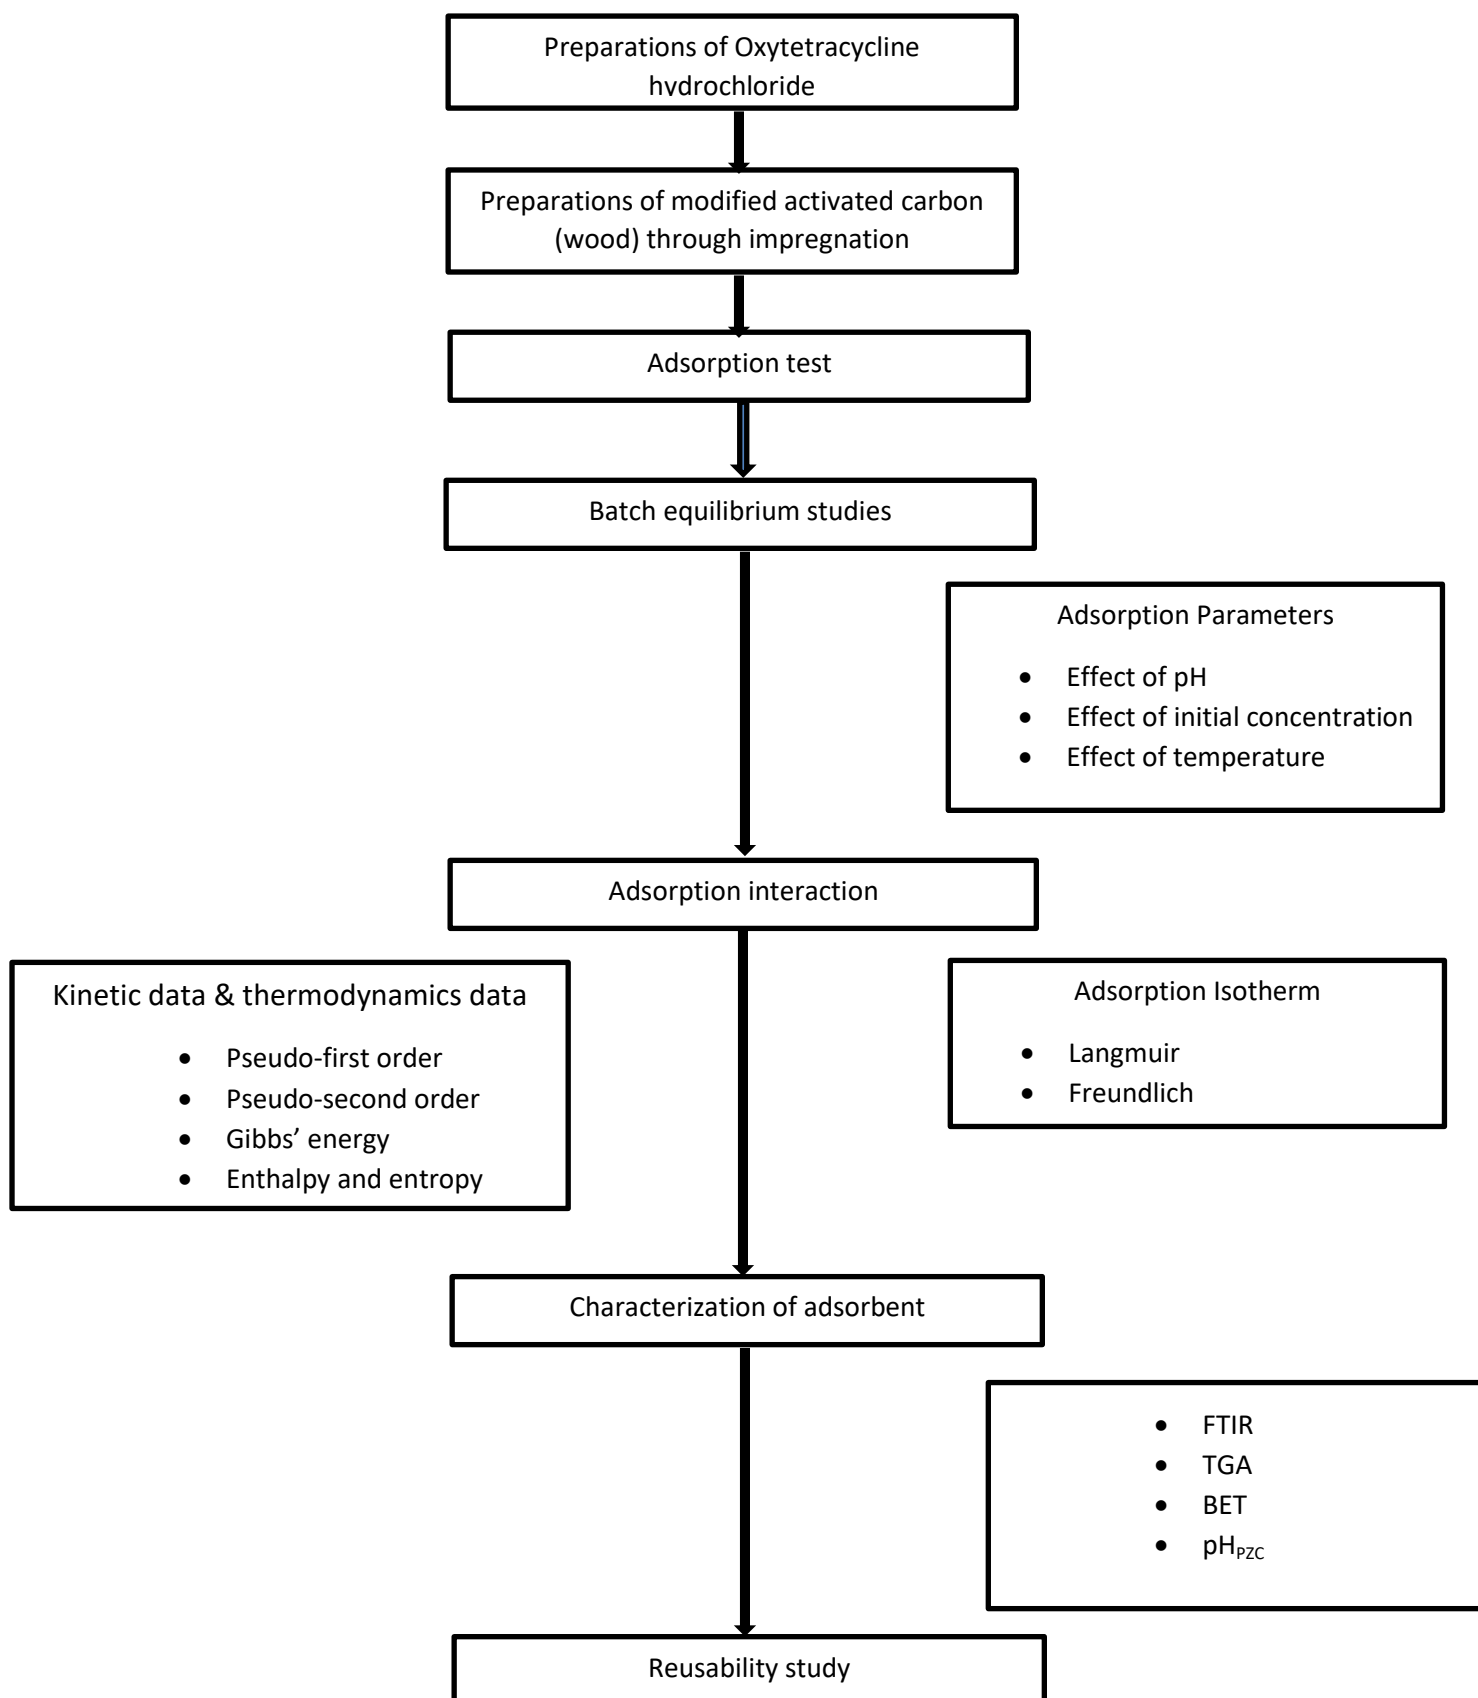 Preparations of Oxytetracycline
hydrochloride
Preparations of modified activated carbon
(wood) through impregnation
Adsorption test
Batch equilibrium studies
Adsorption Parameters
• Effect of pH
• Effect of initial concentration
• Effect of temperature
Adsorption interaction
Kinetic data & thermodynamics data
• Pseudo-first order
• Pseudo-second order
• Gibbs’ energy
• Enthalpy and entropy
Adsorption Isotherm
• Langmuir
• Freundlich
Characterization of adsorbent
• FTIR
• TGA
• BET
• pHPZC
Reusability study